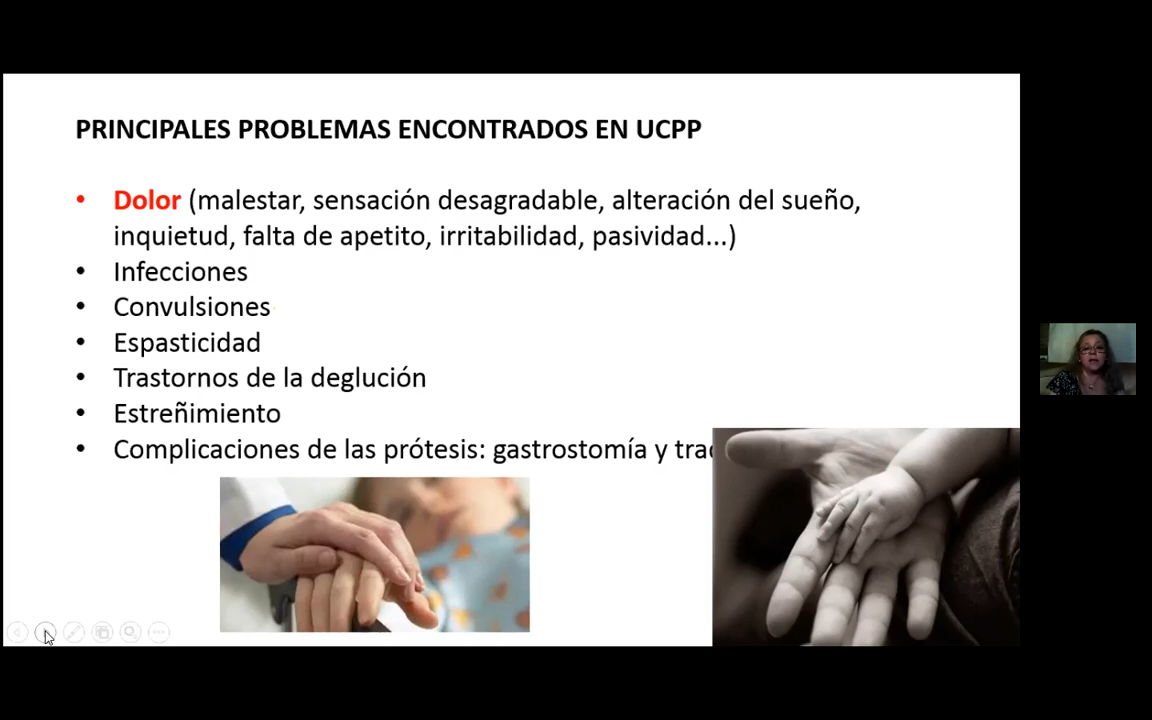 PRINCIPALES PROBLEMAS ENCONTRADOS EN UCPP
• Dolor (malestar, sensación desagradable, alteración del sueño,
inquietud, falta de apetito, irritabilidad, pasividad...)
• Infecciones
• Convulsiones
• Espasticidad
• Trastornos de la deglución
• Estreñimiento
• Complicaciones de las prótesis: gastrostomía y